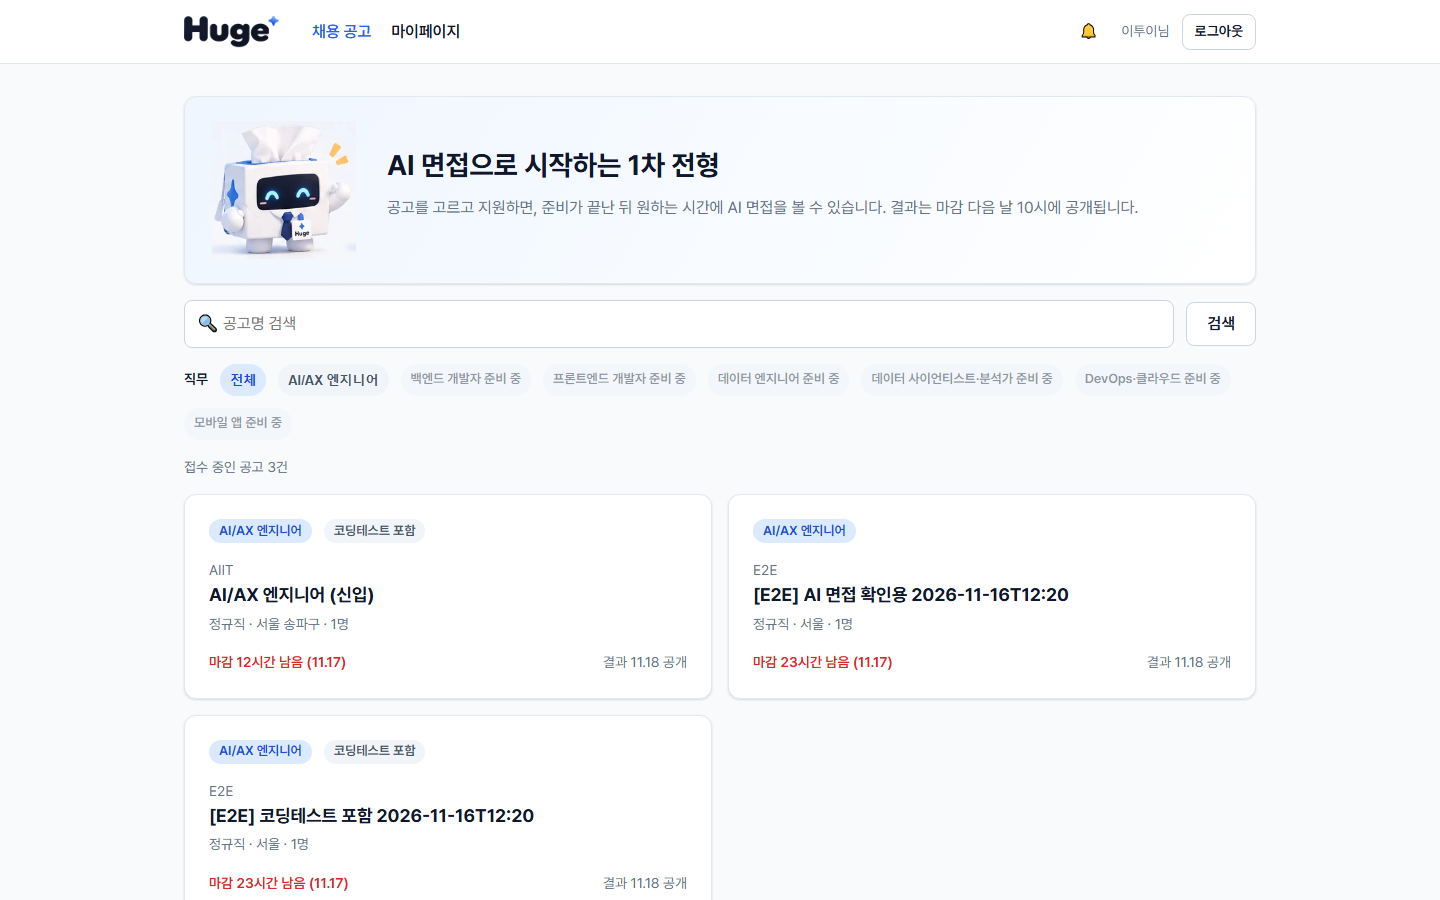 Huge
채용 공고
마이페이지
이투이님
로그아웃
Huge
AI 면접으로 시작하는 1차 전형
공고를 고르고 지원하면, 준비가 끝난 뒤 원하는 시간에 AI 면접을 볼 수 있습니다. 결과는 마감 다음 날 10시에 공개됩니다.
공고명 검색
검색
직무
전체
AI/AX 엔지니어
백엔드 개발자 준비 중
프론트엔드 개발자 준비 중
데이터 엔지니어 준비 중
데이터 사이언티스트·분석가 준비 중
DevOps·클라우드 준비 중
모바일 앱 준비 중
접수 중인 공고 3건
AI/AX 엔지니어
코딩테스트 포함
AIIT
AI/AX 엔지니어 (신입)
정규직 · 서울 송파구 · 1명
마감 12시간 남음 (11.17)
결과 11.18 공개
AI/AX 엔지니어
E2E
[E2E] AI 면접 확인용 2026-11-16T12:20
정규직 · 서울 · 1명
마감 23시간 남음 (11.17)
결과 11.18 공개
AI/AX 엔지니어
코딩테스트 포함
E2E
[E2E] 코딩테스트 포함 2026-11-16T12:20
정규직 · 서울 · 1명
마감 23시간 남음 (11.17)
결과 11.18 공개